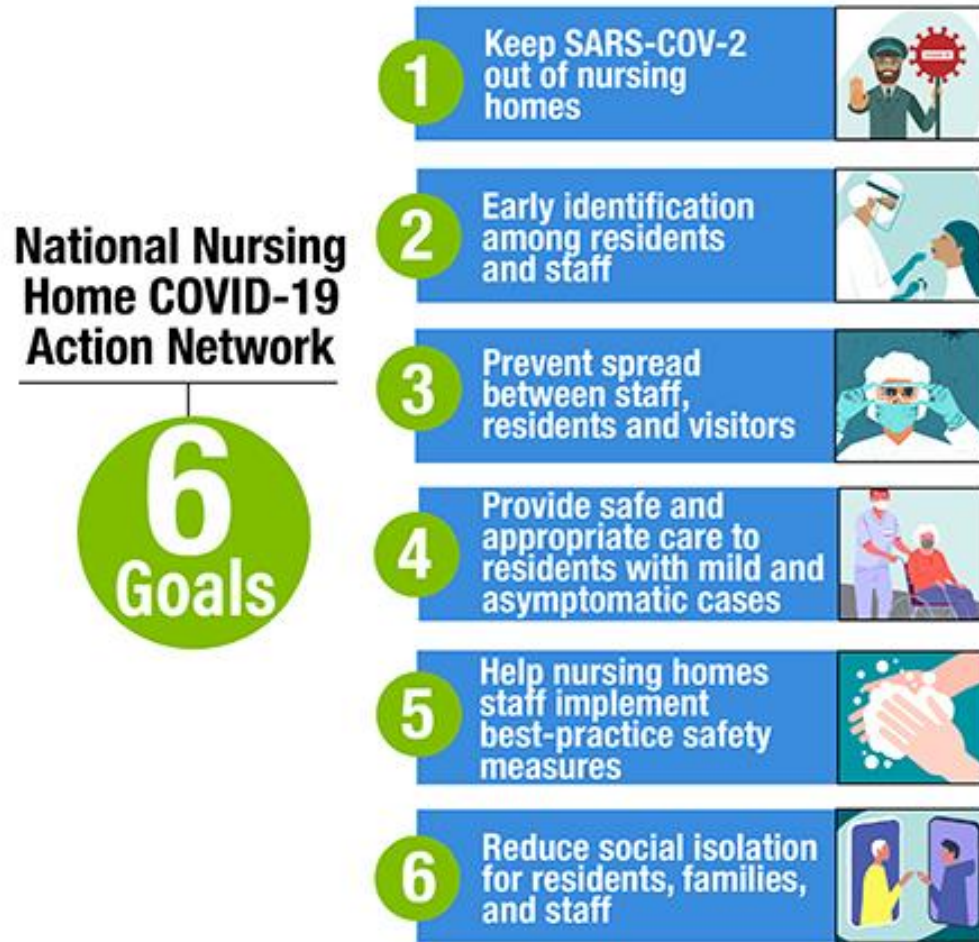 National Nursing
Home COVID-19
Action Network
6
Goals
1
Keep SARS-COV-2
out of nursing
homes
2
Early identification
among residents
and staff
3
Prevent spread
between staff,
residents and visitors
4
Provide safe and
appropriate care to
residents with mild and
asymptomatic cases
5
Help nursing homes
staff implement
best-practice safety
measures
6
Reduce social isolation
for residents, families,
and staff